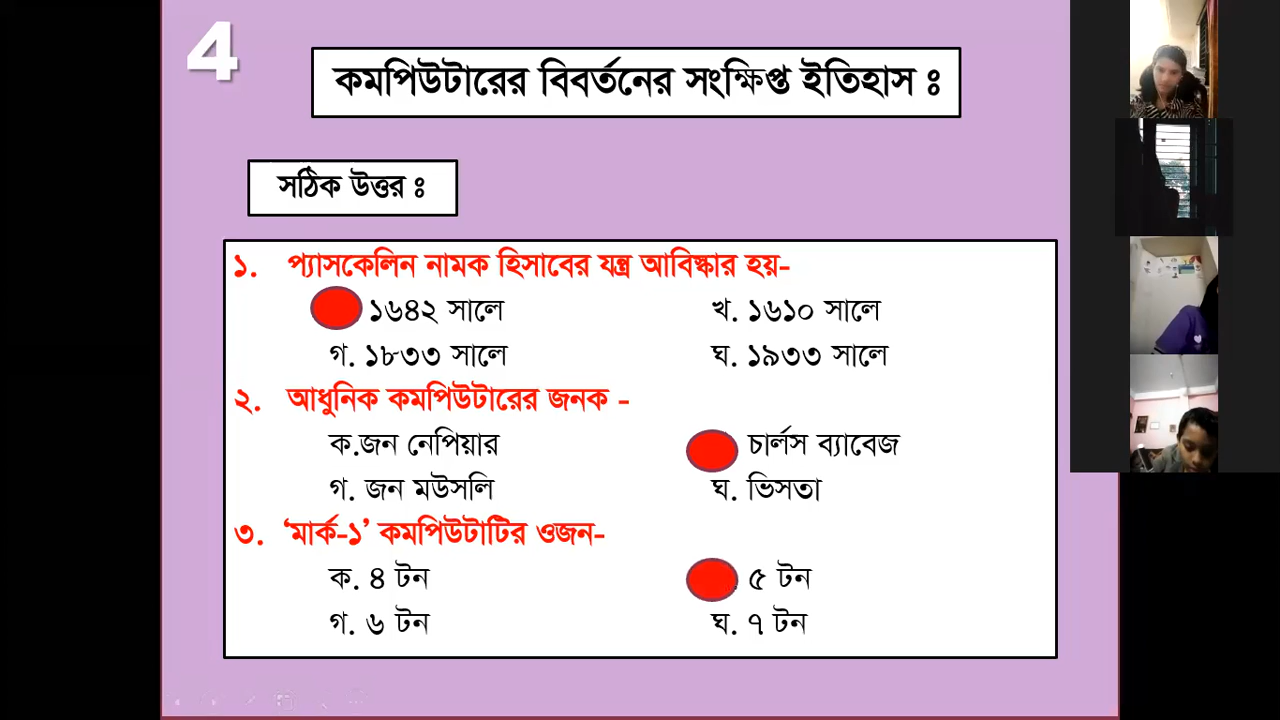 4
কমপিউটারের বিবর্তনের সংক্ষিপ্ত ইতিহাস ঃ
সঠিক উত্তর ঃ
১. প্যাসকেলিন নামক হিসাবের যন্ত্র আবিষ্কার হয়-
১৬৪২ সালে খ. ১৬১০ সালে
গ. ১৮৩৩ সালে ঘ. ১৯৩৩ সালে
২. আধুনিক কমপিউটারের জনক -
ক.জন নেপিয়ার চার্লস ব্যাবেজ
গ. জন মউসলি ঘ. ভিসতা
৩. ‘মার্ক-১’ কমপিউটাটির ওজন-
ক. ৪ টন ৫ টন
গ. ৬ টন ঘ. ৭ টন